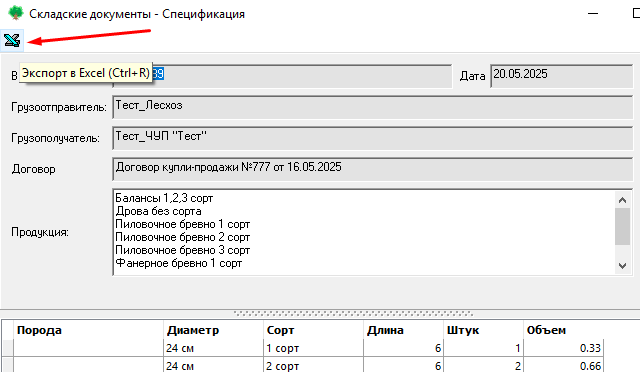 Складские документы - Спецификация
Экспорт в Excel (Ctrl+R)
Дата 20.05.2025
Грузоотправитель: Тест_Лесхоз
Грузополучатель: Тест_ЧУП "Тест"
Договор Договор купли-продажи №777 от 16.05.2025
Продукция:
Балансы 1,2,3 сорт
Дрова без сорта
Пиловочное бревно 1 сорт
Пиловочное бревно 2 сорт
Пиловочное бревно 3 сорт
Фанерное бревно 1 сорт
Порода Диаметр Сорт Длина Штук Объем
24 см 1 сорт 6 1 0.33
24 см 2 сорт 6 2 0.66